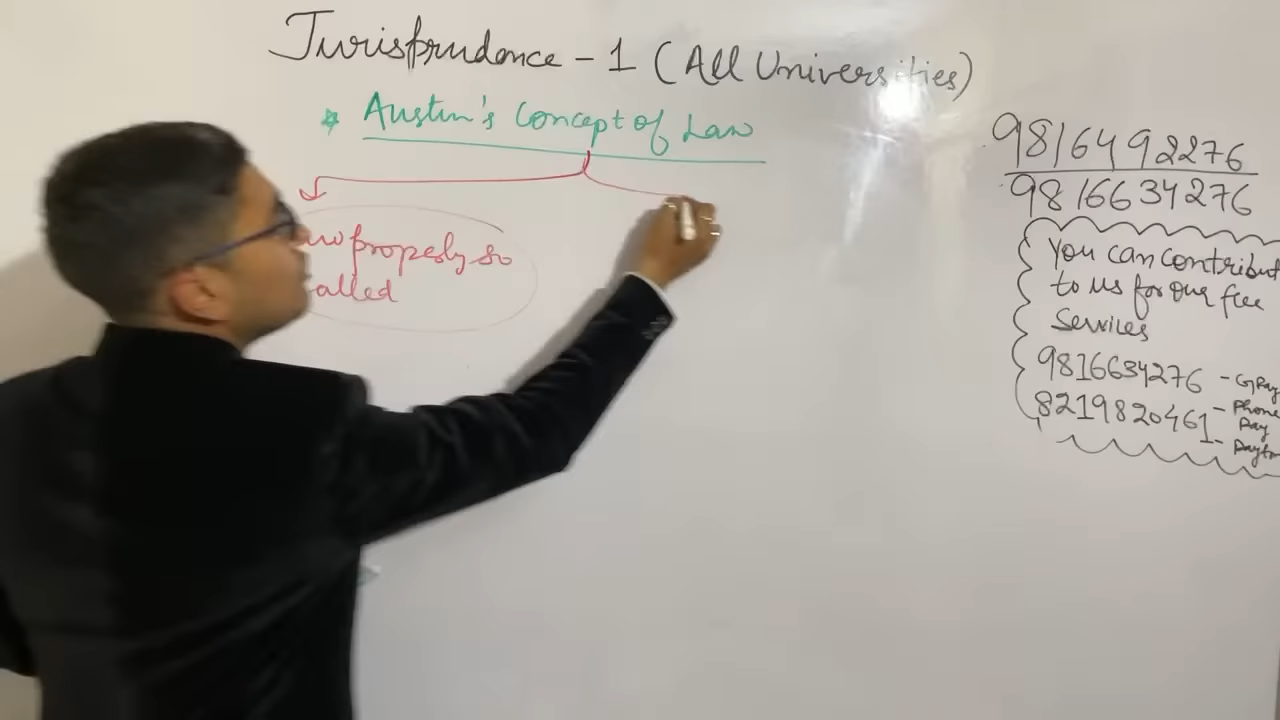 Jurisprudence - 1 (All Universities)
* Austin's Concept of Law
properly so
alled
9816492276
9816634276
You can contribut
to us for our free
Services
9816634276 - GPay
8219820461 - Phone
Pay
- Paytm